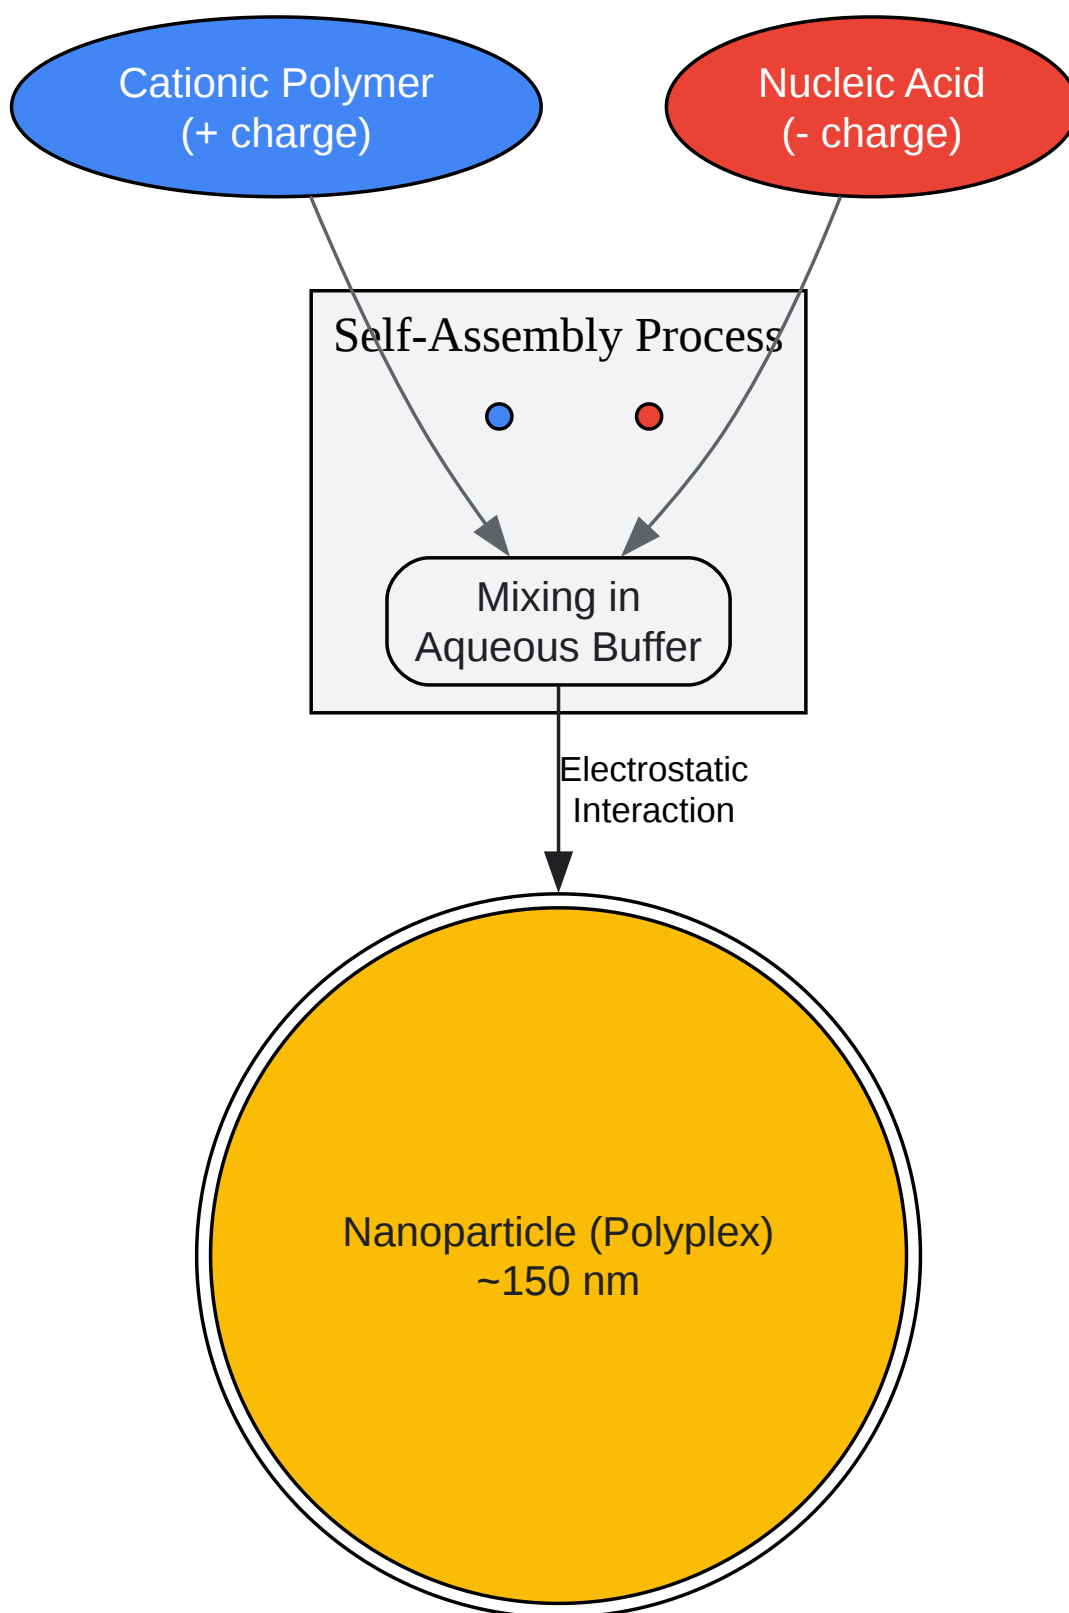 Cationic Polymer
(+ charge)
Nucleic Acid
(- charge)
Self-Assembly Process
Mixing in
Aqueous Buffer
Electrostatic
Interaction
Nanoparticle (Polyplex)
~150 nm